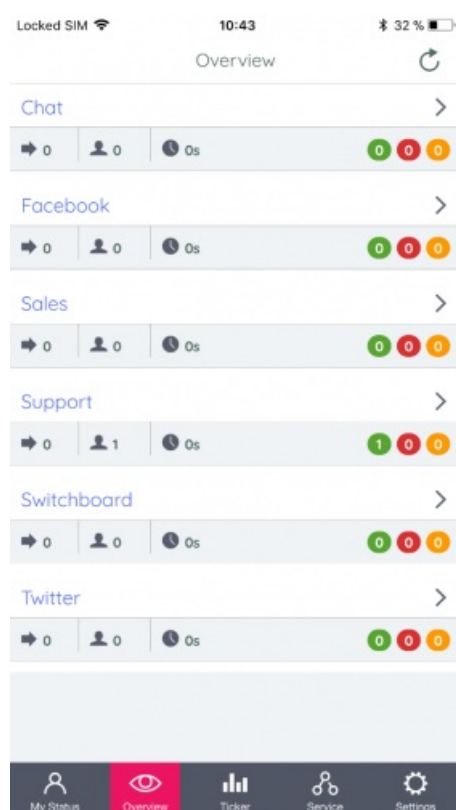 Locked SIM 10:43 32 %
Overview
Chat
0 0 0s 0 0 0
Facebook
0 0 0s 0 0 0
Sales
0 0 0s 0 0 0
Support
0 1 0s 1 0 0
Switchboard
0 0 0s 0 0 0
Twitter
0 0 0s 0 0 0
My Status Overview Ticker Service Settings